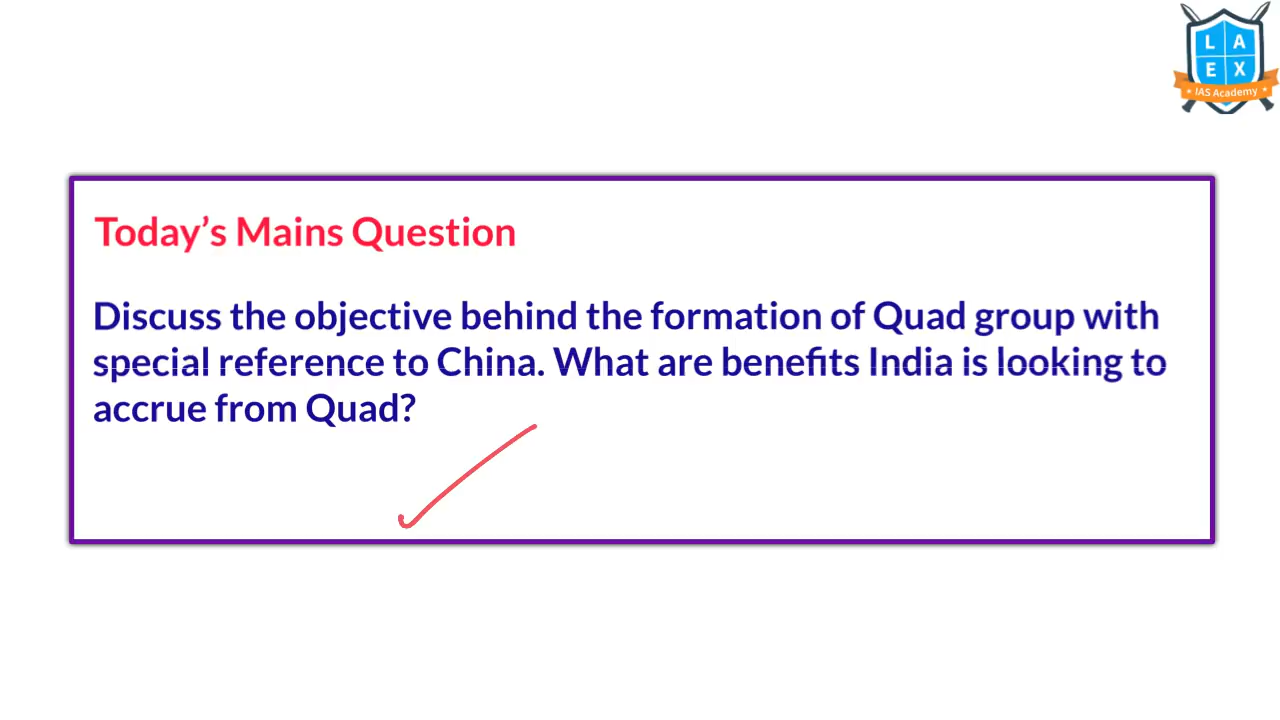 L A
E X
IAS Academy
Today's Mains Question
Discuss the objective behind the formation of Quad group with
special reference to China. What are benefits India is looking to
accrue from Quad?